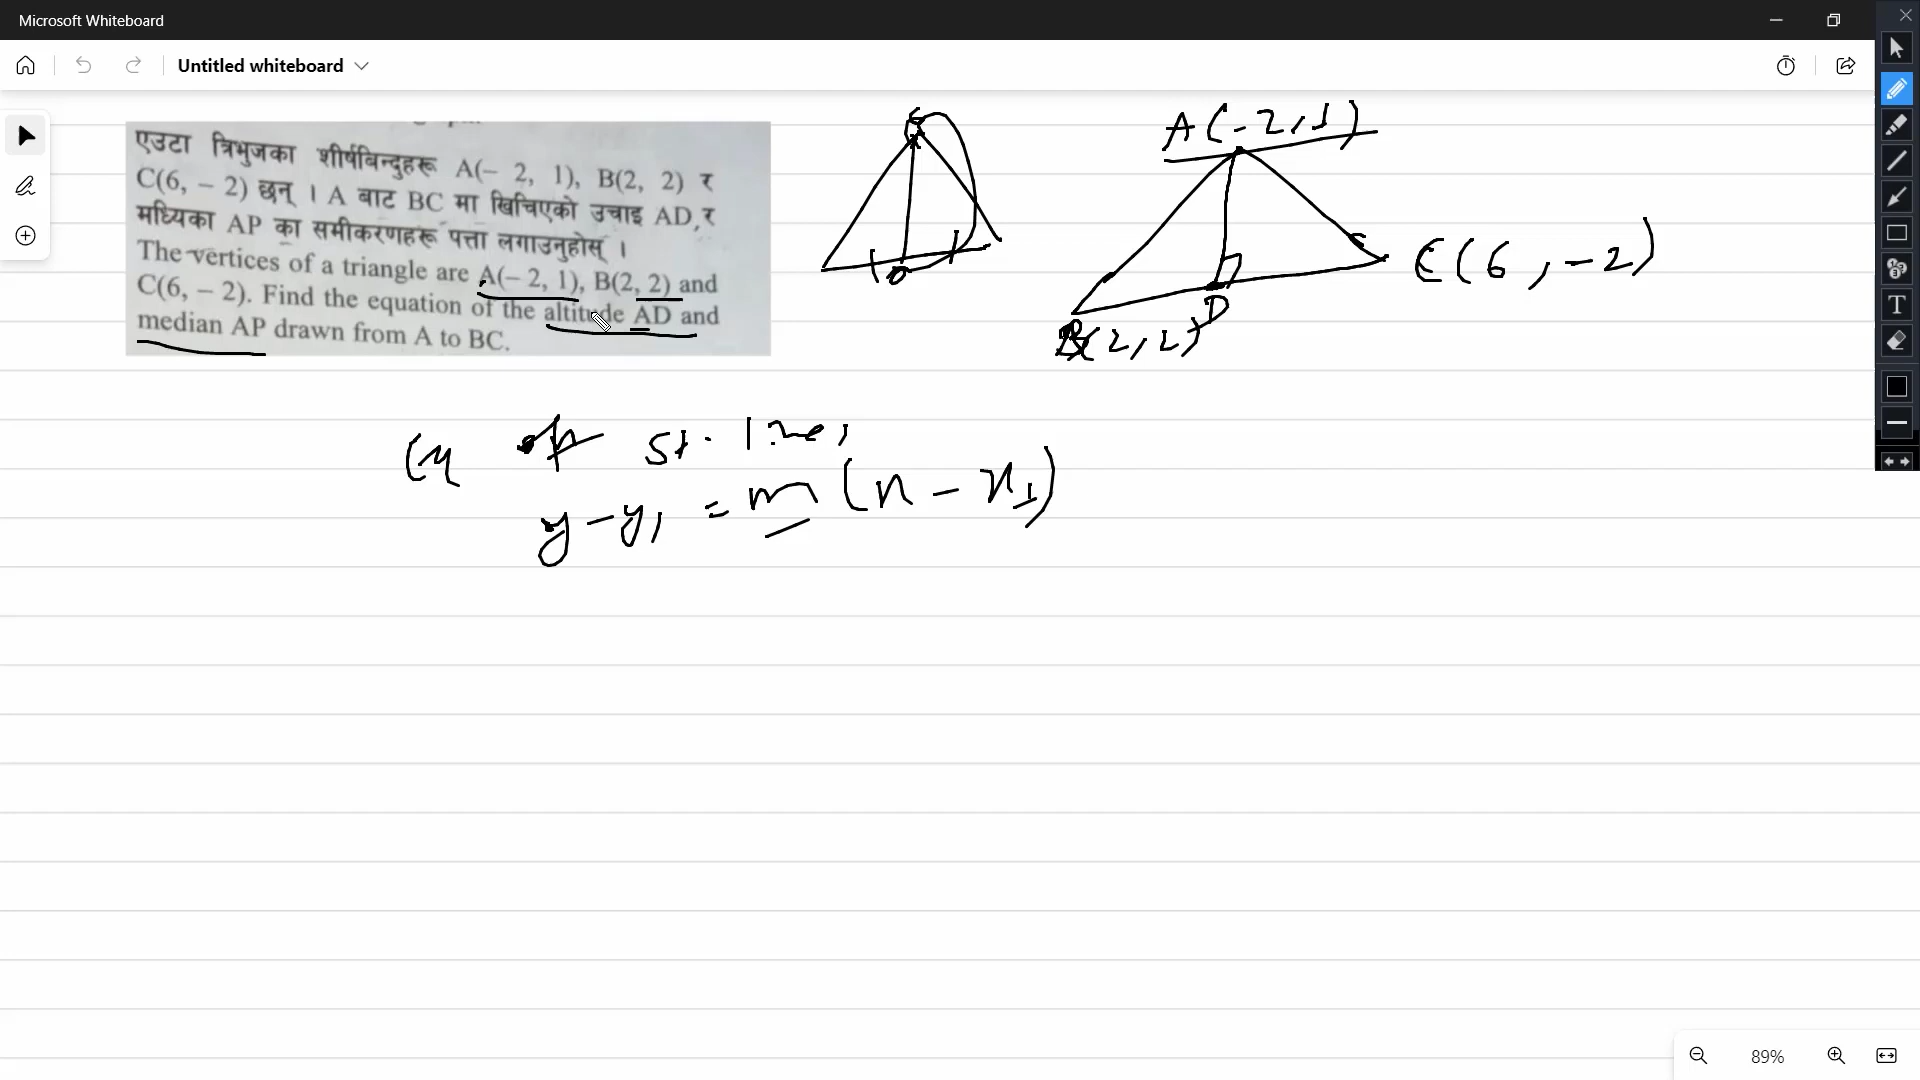 Microsoft Whiteboard
Untitled whiteboard
एउटा त्रिभुजका शीर्षबिन्दुहरू A(– 2, 1), B(2, 2) र
C(6, – 2) छन् । A बाट BC मा खिचिएको उचाइ AD र
मध्यिका AP का समीकरणहरू पत्ता लगाउनुहोस् ।
The vertices of a triangle are A(– 2, 1), B(2, 2) and
C(6, – 2). Find the equation of the altitude AD and
median AP drawn from A to BC.
A(-2,1)
C(6,-2)
D
B(2,2)
of st. line,
y-y₁ = m(x-x₁)
T
89%